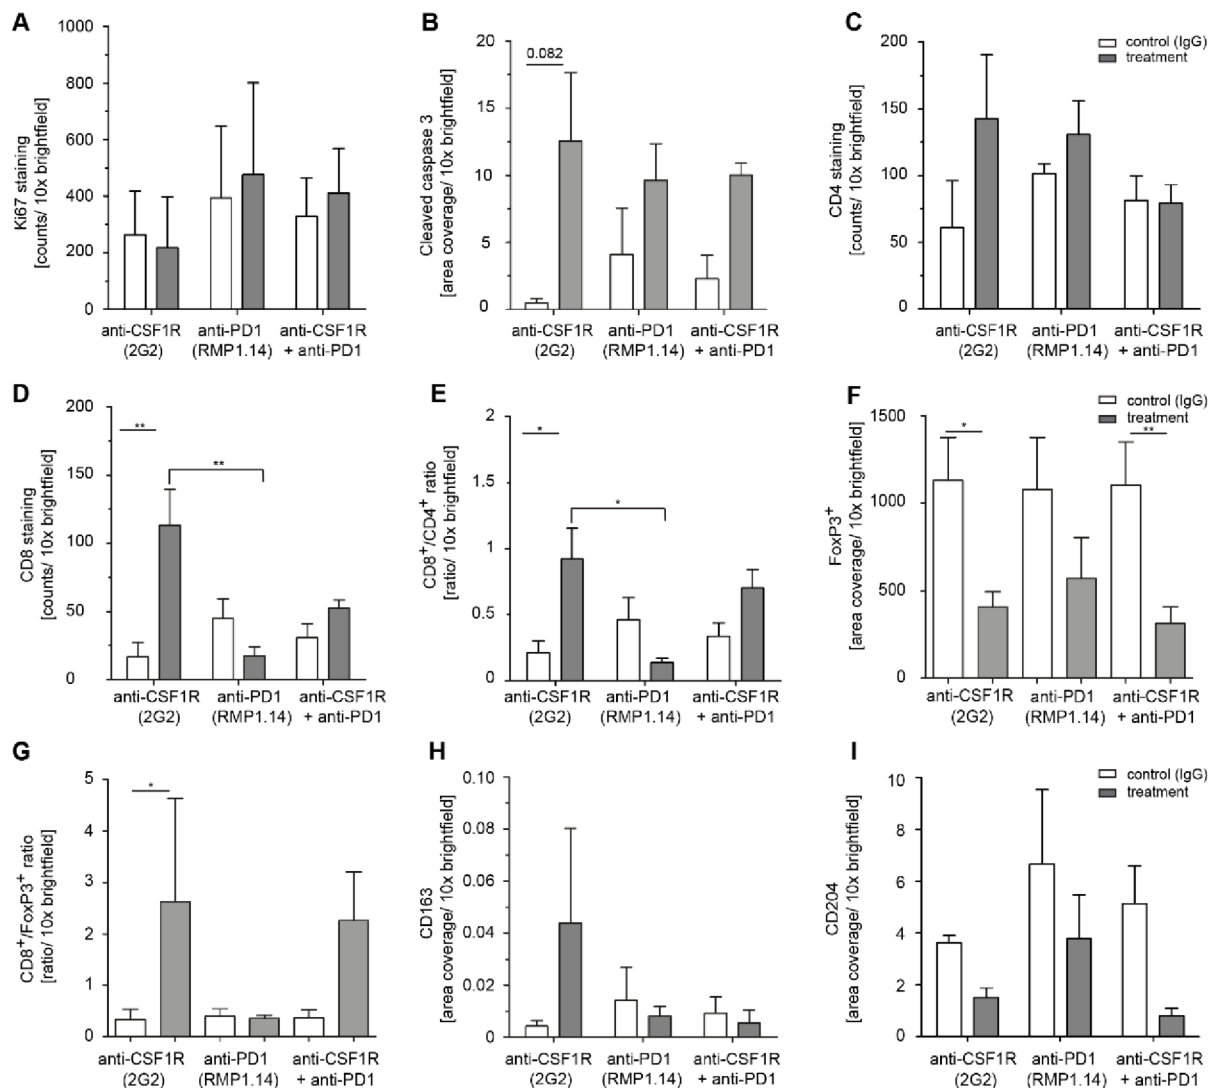 A
Ki67 staining
[counts/ 10x brightfield]
1000
800
600
400
200
0
anti-CSF1R
(2G2)
anti-PD1
(RMP1.14)
anti-CSF1R
+ anti-PD1
B
Cleaved caspase 3
[area coverage/ 10x brightfield]
20
15
10
5
0
0.082
anti-CSF1R
(2G2)
anti-PD1
(RMP1.14)
anti-CSF1R
+ anti-PD1
C
CD4 staining
[counts/ 10x brightfield]
200
150
100
50
0
control (IgG)
treatment
anti-CSF1R
(2G2)
anti-PD1
(RMP1.14)
anti-CSF1R
+ anti-PD1
D
CD8 staining
[counts/ 10x brightfield]
200
150
100
50
0
**
**
anti-CSF1R
(2G2)
anti-PD1
(RMP1.14)
anti-CSF1R
+ anti-PD1
E
CD8+/CD4+ ratio
[ratio/ 10x brightfield]
2
1.5
1
0.5
0
*
*
anti-CSF1R
(2G2)
anti-PD1
(RMP1.14)
anti-CSF1R
+ anti-PD1
F
FoxP3+
[area coverage/ 10x brightfield]
1500
1000
500
0
control (IgG)
treatment
*
**
anti-CSF1R
(2G2)
anti-PD1
(RMP1.14)
anti-CSF1R
+ anti-PD1
G
CD8+/FoxP3+ ratio
[ratio/ 10x brightfield]
5
4
3
2
1
0
*
anti-CSF1R
(2G2)
anti-PD1
(RMP1.14)
anti-CSF1R
+ anti-PD1
H
CD163
[area coverage/ 10x brightfield]
0.10
0.08
0.06
0.04
0.02
0
anti-CSF1R
(2G2)
anti-PD1
(RMP1.14)
anti-CSF1R
+ anti-PD1
I
CD204
[area coverage/ 10x brightfield]
10
8
6
4
2
0
control (IgG)
treatment
anti-CSF1R
(2G2)
anti-PD1
(RMP1.14)
anti-CSF1R
+ anti-PD1